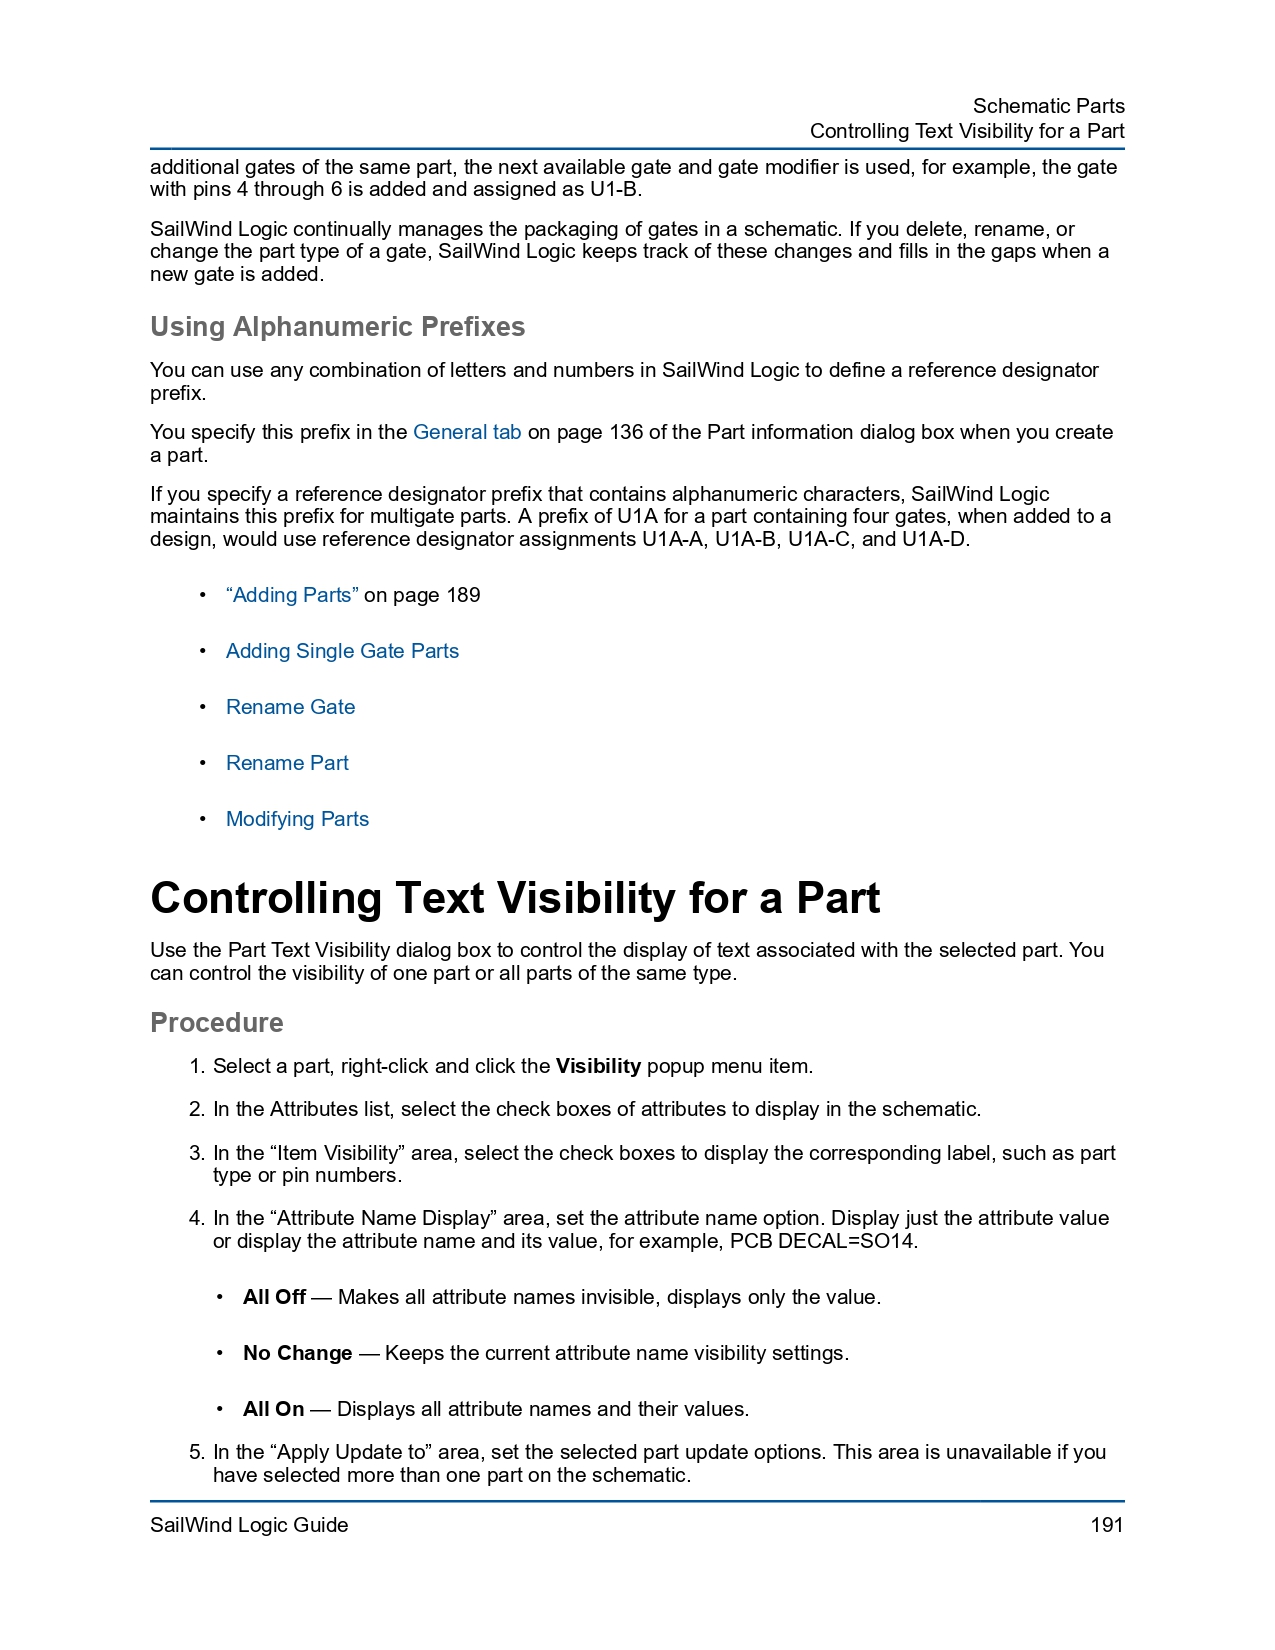 Schematic Parts
Controlling Text Visibility for a Part
additional gates of the same part, the next available gate and gate modifier is used, for example, the gate
with pins 4 through 6 is added and assigned as U1-B.
SailWind Logic continually manages the packaging of gates in a schematic. If you delete, rename, or
change the part type of a gate, SailWind Logic keeps track of these changes and fills in the gaps when a
new gate is added.
Using Alphanumeric Prefixes
You can use any combination of letters and numbers in SailWind Logic to define a reference designator
prefix.
You specify this prefix in the General tab on page 136 of the Part information dialog box when you create
a part.
If you specify a reference designator prefix that contains alphanumeric characters, SailWind Logic
maintains this prefix for multigate parts. A prefix of U1A for a part containing four gates, when added to a
design, would use reference designator assignments U1A-A, U1A-B, U1A-C, and U1A-D.
• “Adding Parts” on page 189
• Adding Single Gate Parts
• Rename Gate
• Rename Part
• Modifying Parts
Controlling Text Visibility for a Part
Use the Part Text Visibility dialog box to control the display of text associated with the selected part. You
can control the visibility of one part or all parts of the same type.
Procedure
1. Select a part, right-click and click the Visibility popup menu item.
2. In the Attributes list, select the check boxes of attributes to display in the schematic.
3. In the “Item Visibility” area, select the check boxes to display the corresponding label, such as part
type or pin numbers.
4. In the “Attribute Name Display” area, set the attribute name option. Display just the attribute value
or display the attribute name and its value, for example, PCB DECAL=SO14.
• All Off — Makes all attribute names invisible, displays only the value.
• No Change — Keeps the current attribute name visibility settings.
• All On — Displays all attribute names and their values.
5. In the “Apply Update to” area, set the selected part update options. This area is unavailable if you
have selected more than one part on the schematic.
SailWind Logic Guide
191